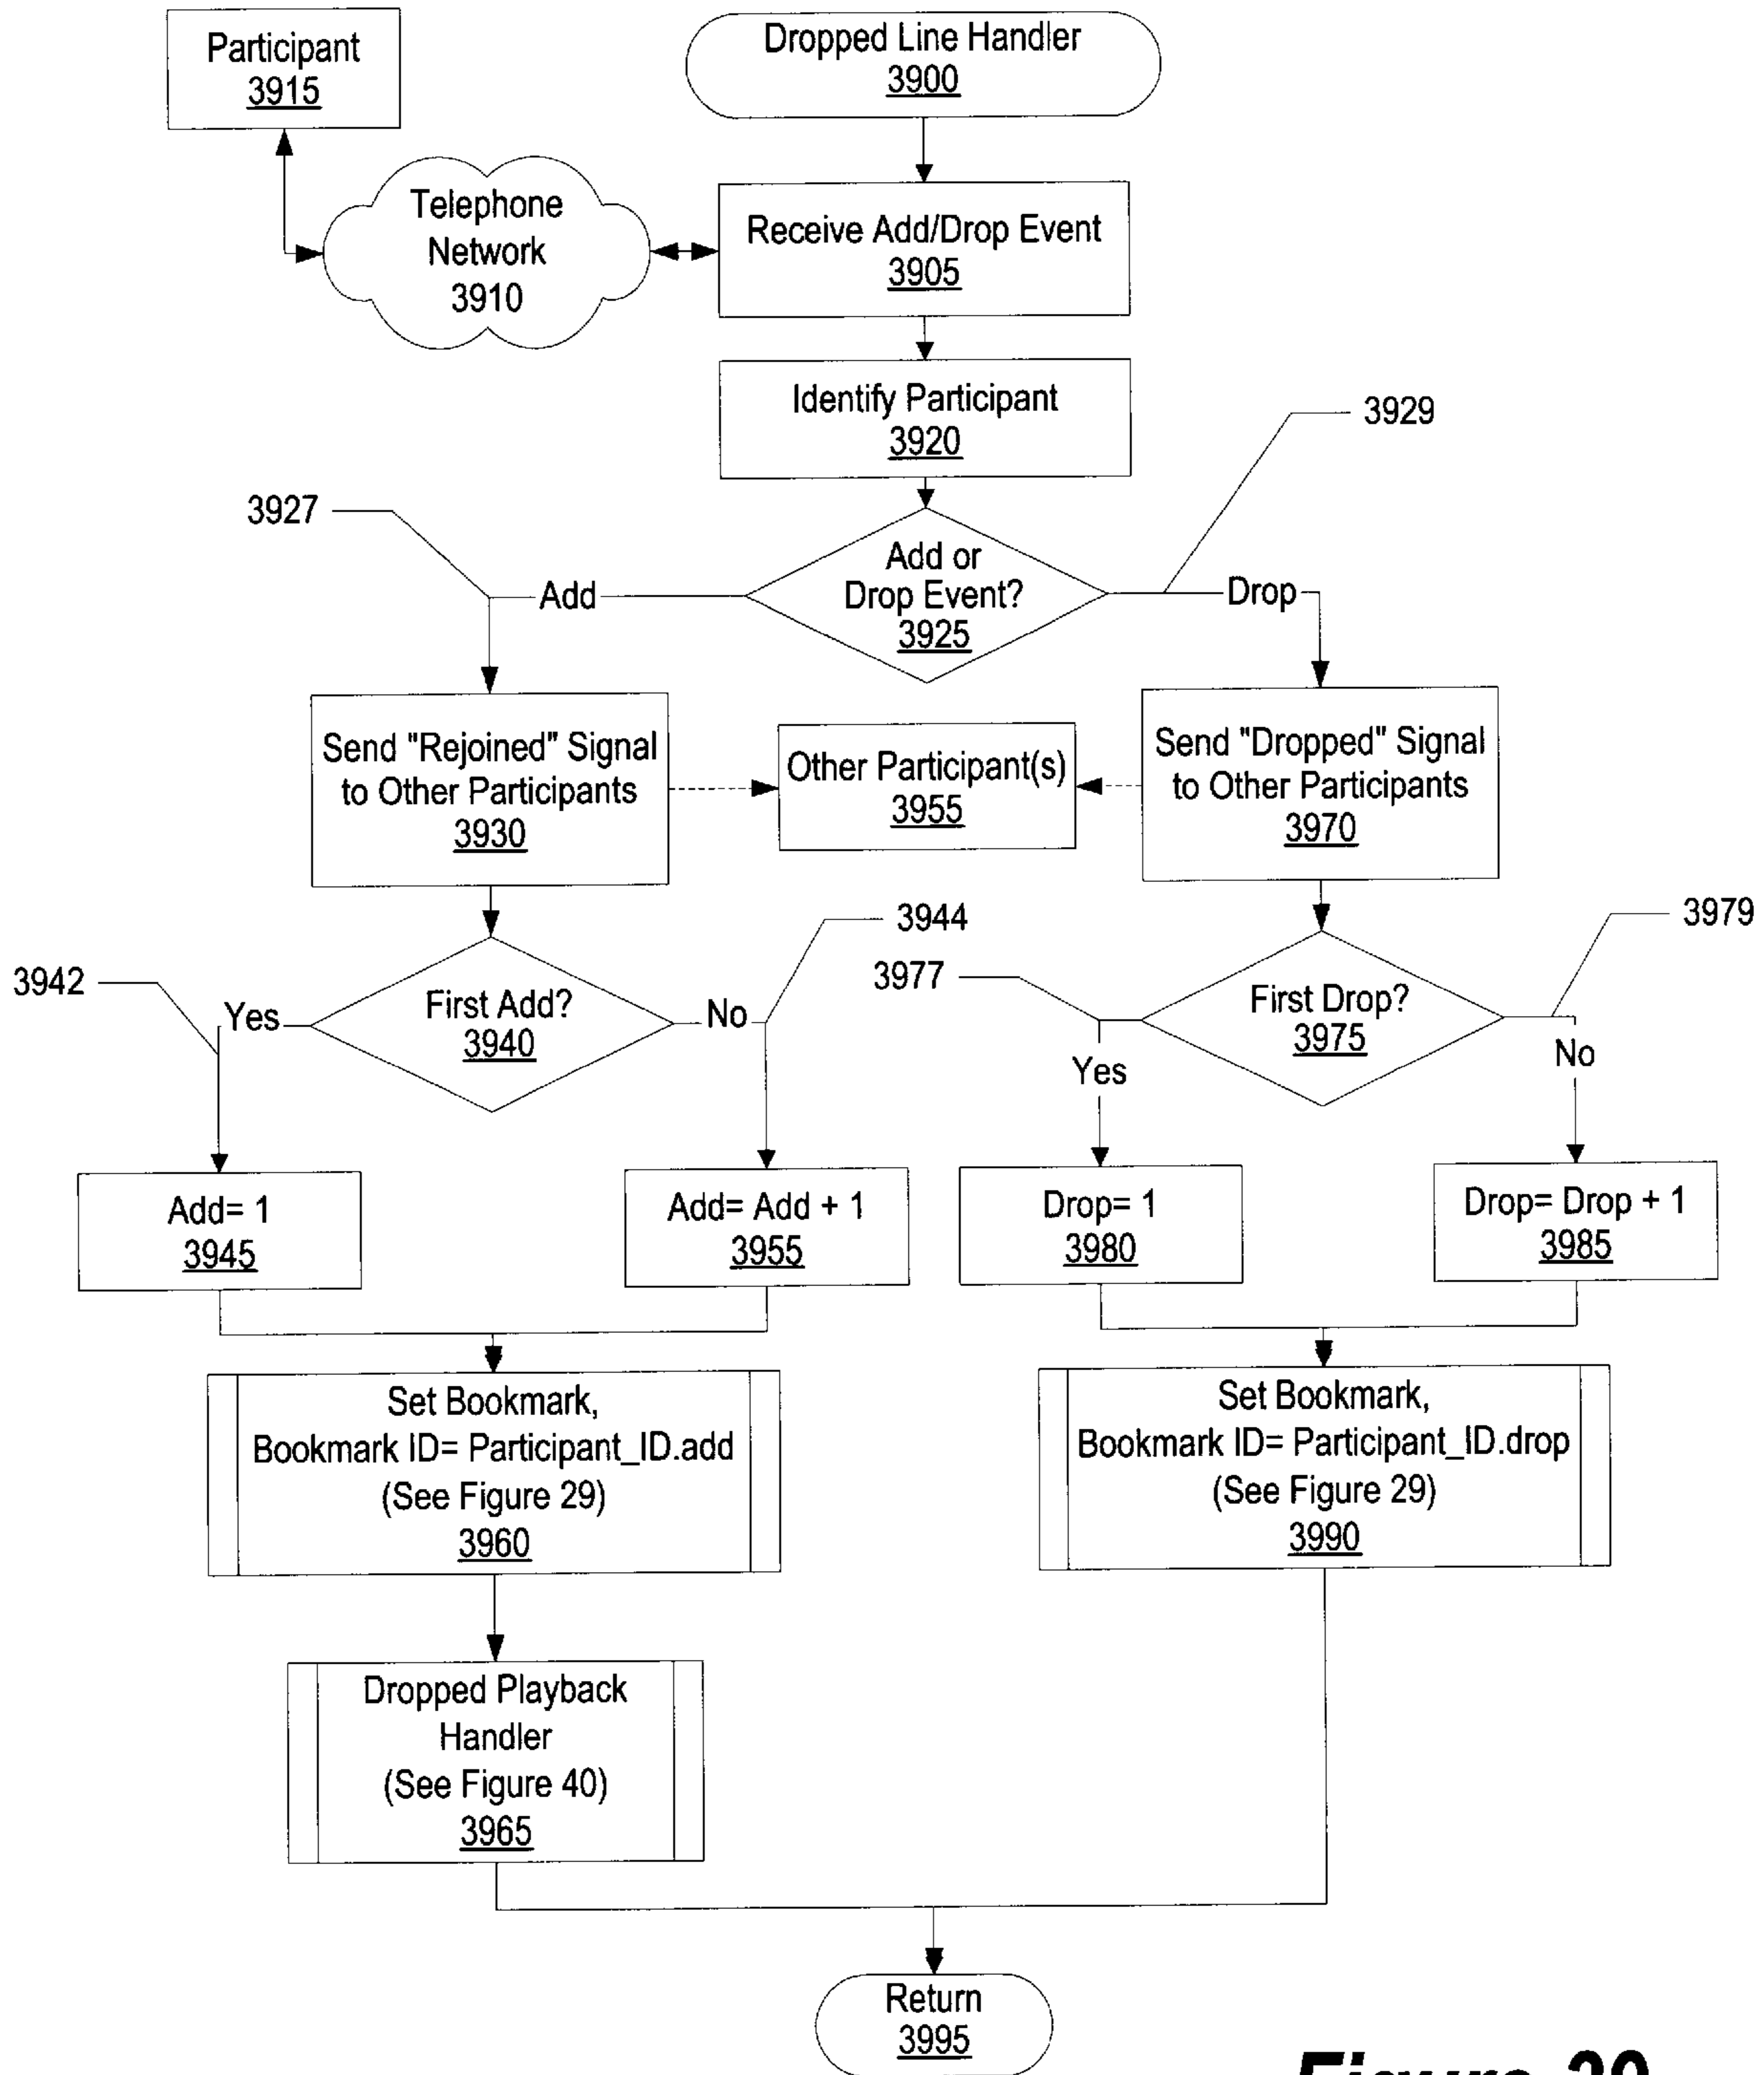 Participant
3915
Dropped Line Handler
3900
Telephone
Network
3910
Receive Add/Drop Event
3905
Identify Participant
3920
3929
3927
Add or
Drop Event?
3925
Add
Drop
Send "Rejoined" Signal
to Other Participants
3930
Other Participant(s)
3955
Send "Dropped" Signal
to Other Participants
3970
3944
3979
3942
3977
Yes
First Add?
3940
No
First Drop?
3975
Yes
No
Add= 1
3945
Add= Add + 1
3955
Drop= 1
3980
Drop= Drop + 1
3985
Set Bookmark,
Bookmark ID= Participant_ID.add
(See Figure 29)
3960
Set Bookmark,
Bookmark ID= Participant_ID.drop
(See Figure 29)
3990
Dropped Playback
Handler
(See Figure 40)
3965
Return
3995
Figure 39